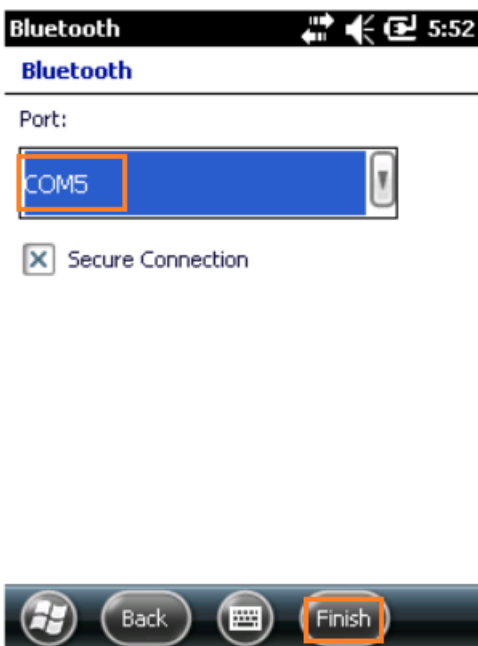 Bluetooth 5:52
Bluetooth
Port:
COM5
Secure Connection
Back Finish